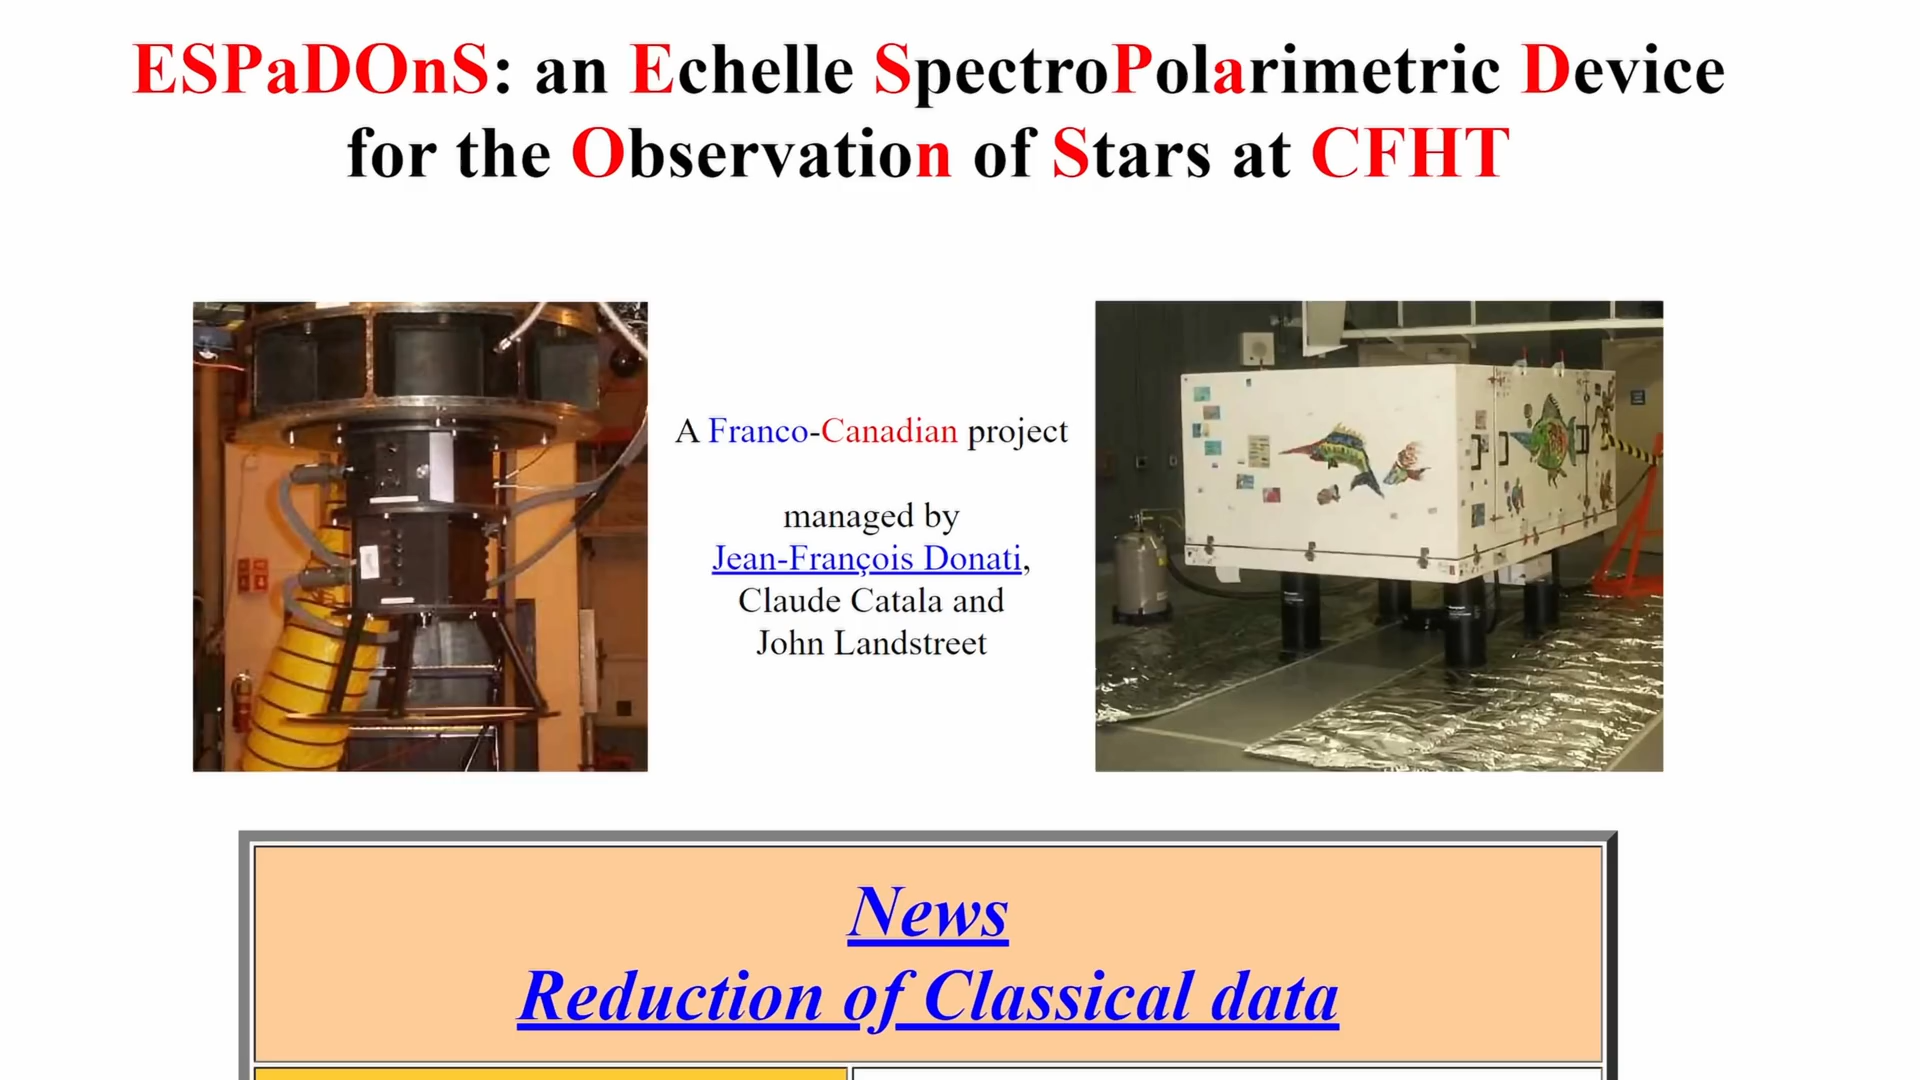 ESPaDOnS: an Echelle SpectroPolarimetric Device
for the Observation of Stars at CFHT
A Franco-Canadian project
managed by
Jean-François Donati,
Claude Catala and
John Landstreet
News
Reduction of Classical data